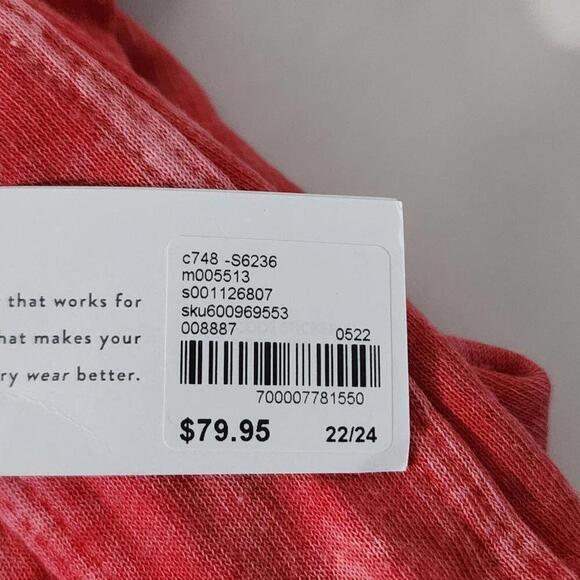 that works for
hat makes your
ry wear better.
c748 -S6236
m005513
s001126807
sku600969553
008887
0522
700007781550
$79.95
22/24